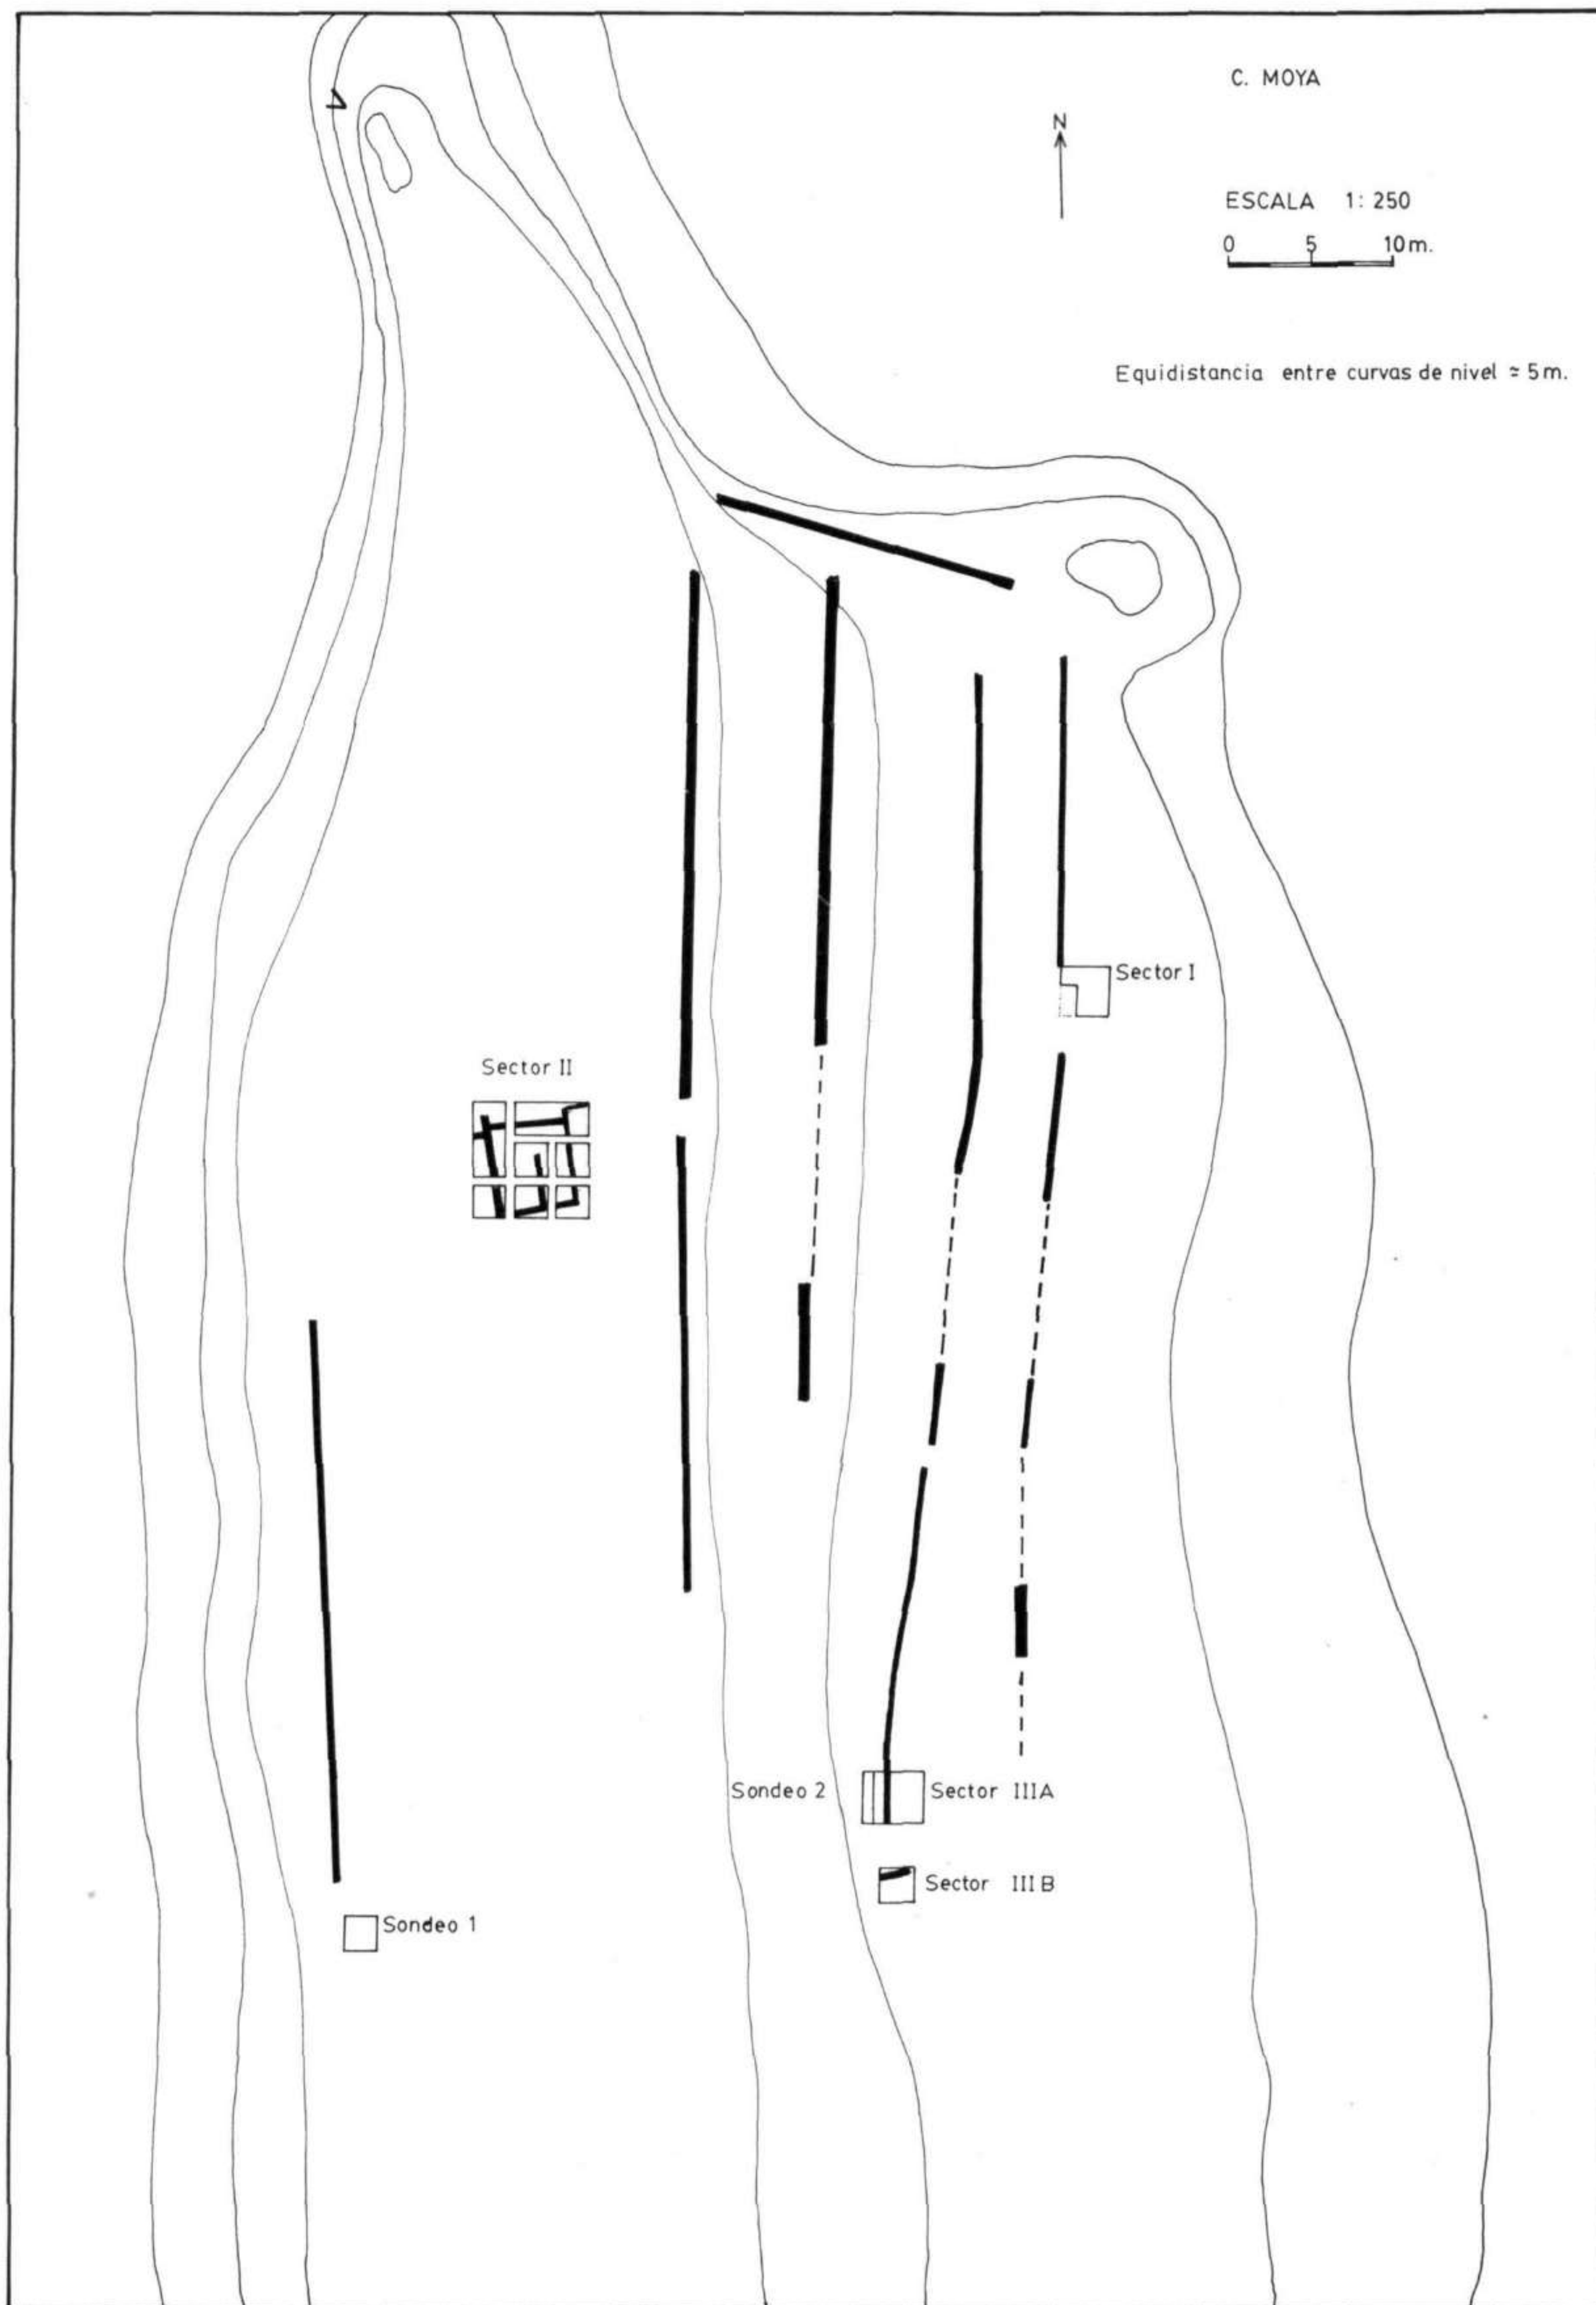 C. MOYA
N
ESCALA 1: 250
0 5 10 m.
Equidistancia entre curvas de nivel ≃ 5 m.
Sector I
Sector II
Sondeo 2
Sector IIIA
Sector III B
Sondeo 1